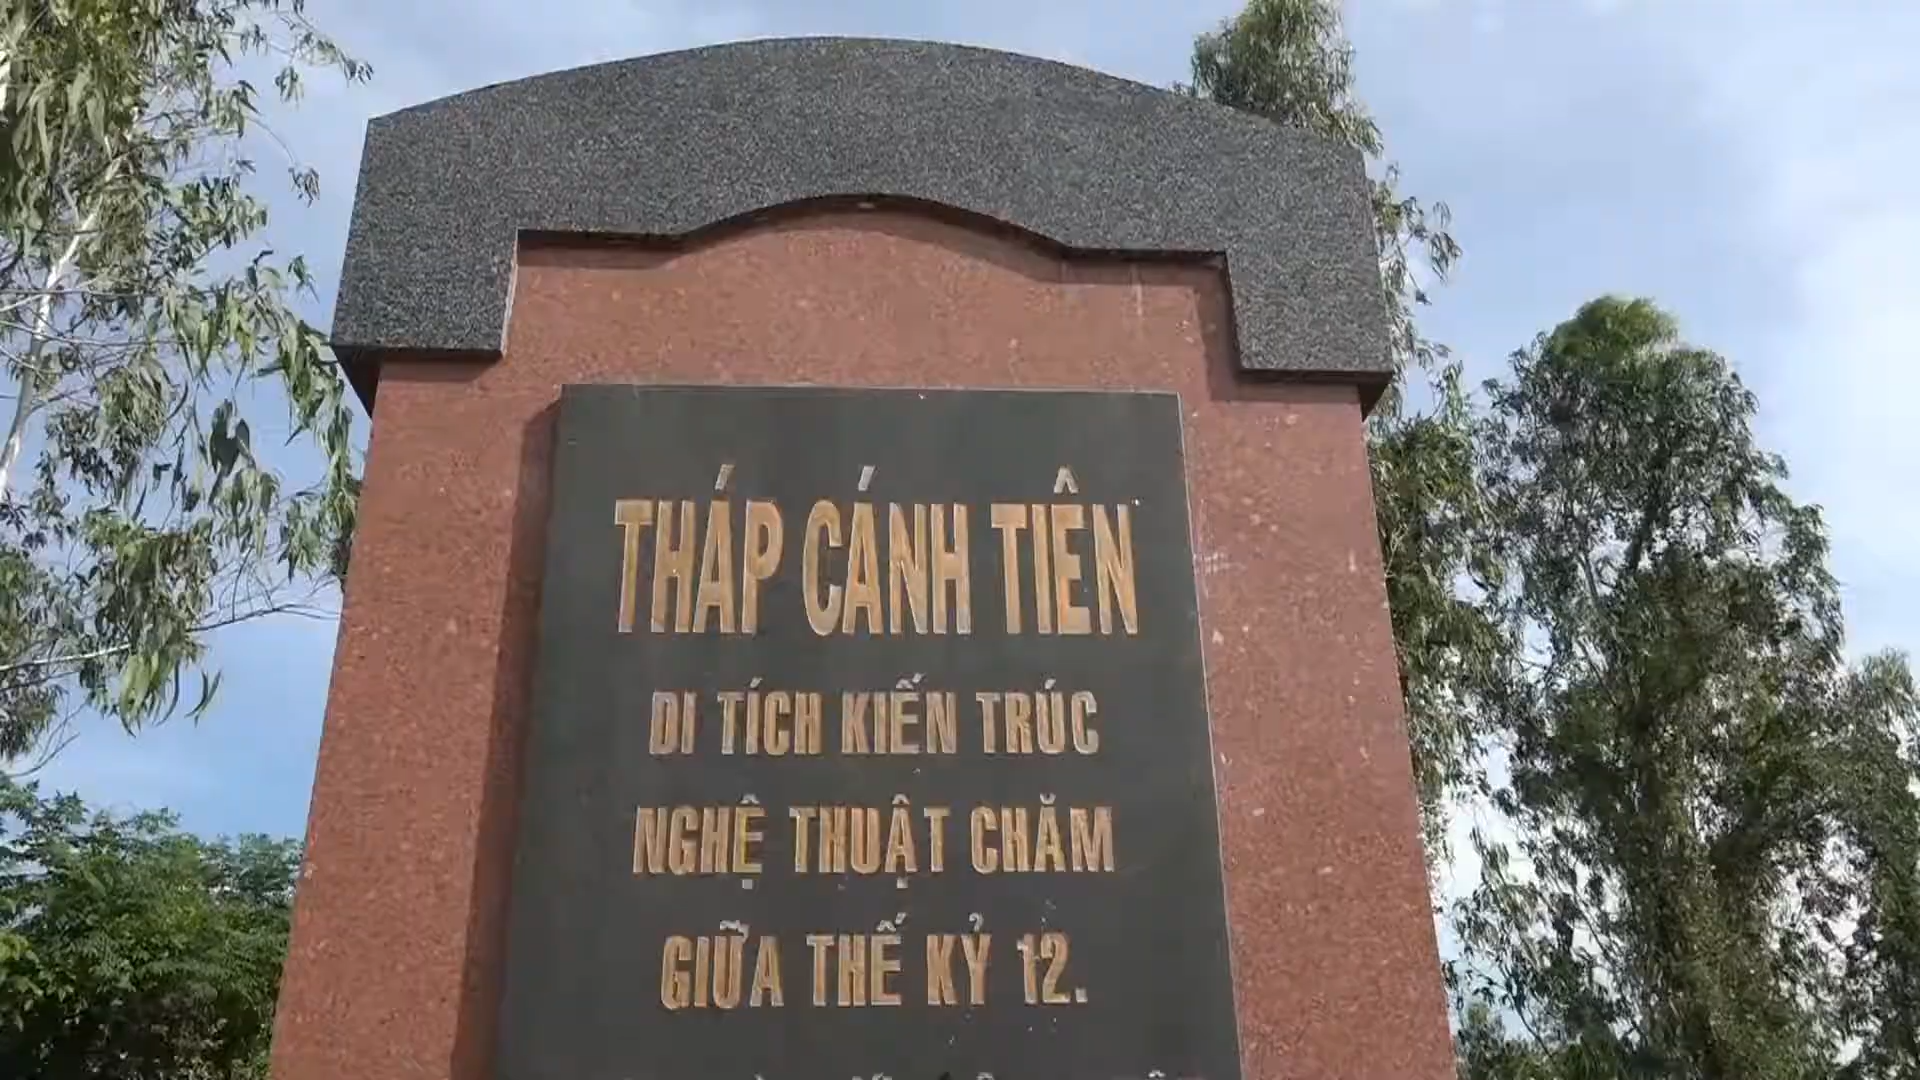 THÁP CÁNH TIÊN
DI TÍCH KIẾN TRÚC
NGHỆ THUẬT CHĂM
GIỮA THẾ KỶ 12.